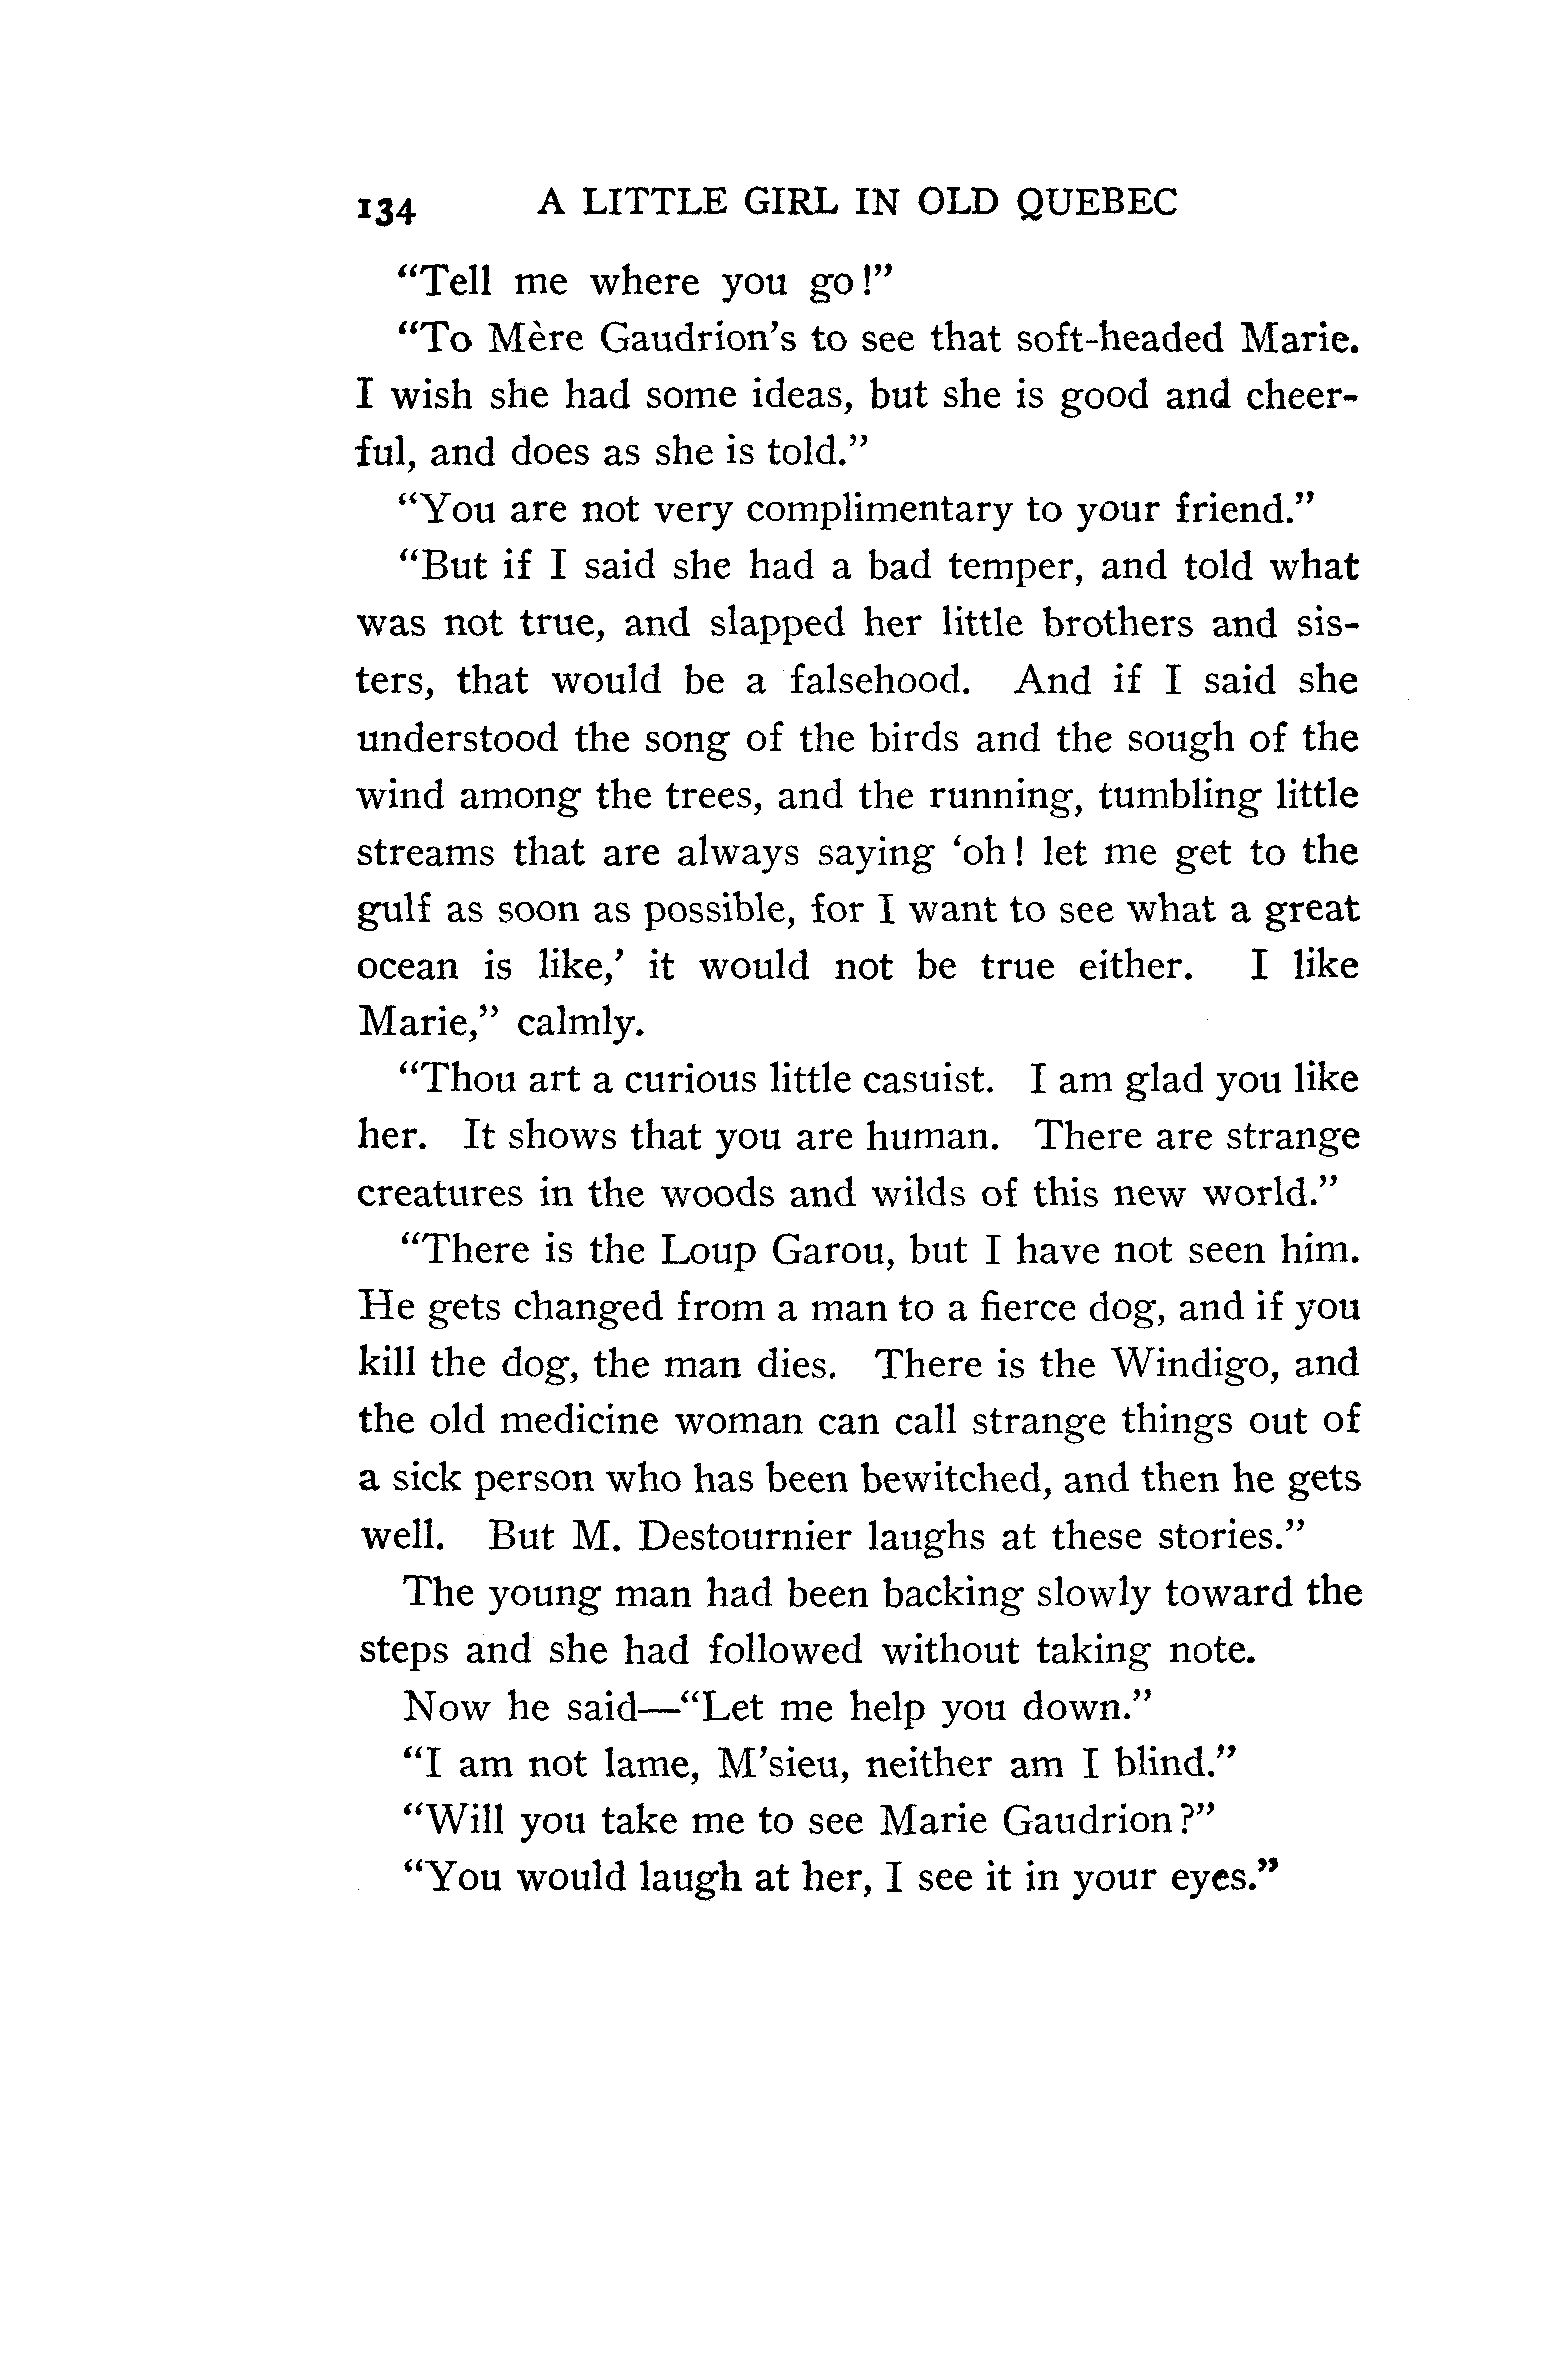 134 A LITTLE GIRL IN OLD QUEBEC
“Tell me where you go!”
“To Mère Gaudrion’s to see that soft-headed Marie.
I wish she had some ideas, but she is good and cheer-
ful, and does as she is told.”
“You are not very complimentary to your friend.”
“But if I said she had a bad temper, and told what
was not true, and slapped her little brothers and sis-
ters, that would be a falsehood. And if I said she
understood the song of the birds and the sough of the
wind among the trees, and the running, tumbling little
streams that are always saying ‘oh! let me get to the
gulf as soon as possible, for I want to see what a great
ocean is like,’ it would not be true either. I like
Marie,” calmly.
“Thou art a curious little casuist. I am glad you like
her. It shows that you are human. There are strange
creatures in the woods and wilds of this new world.”
“There is the Loup Garou, but I have not seen him.
He gets changed from a man to a fierce dog, and if you
kill the dog, the man dies. There is the Windigo, and
the old medicine woman can call strange things out of
a sick person who has been bewitched, and then he gets
well. But M. Destournier laughs at these stories.”
The young man had been backing slowly toward the
steps and she had followed without taking note.
Now he said—“Let me help you down.”
“I am not lame, M’sieu, neither am I blind.”
“Will you take me to see Marie Gaudrion?”
“You would laugh at her, I see it in your eyes.”